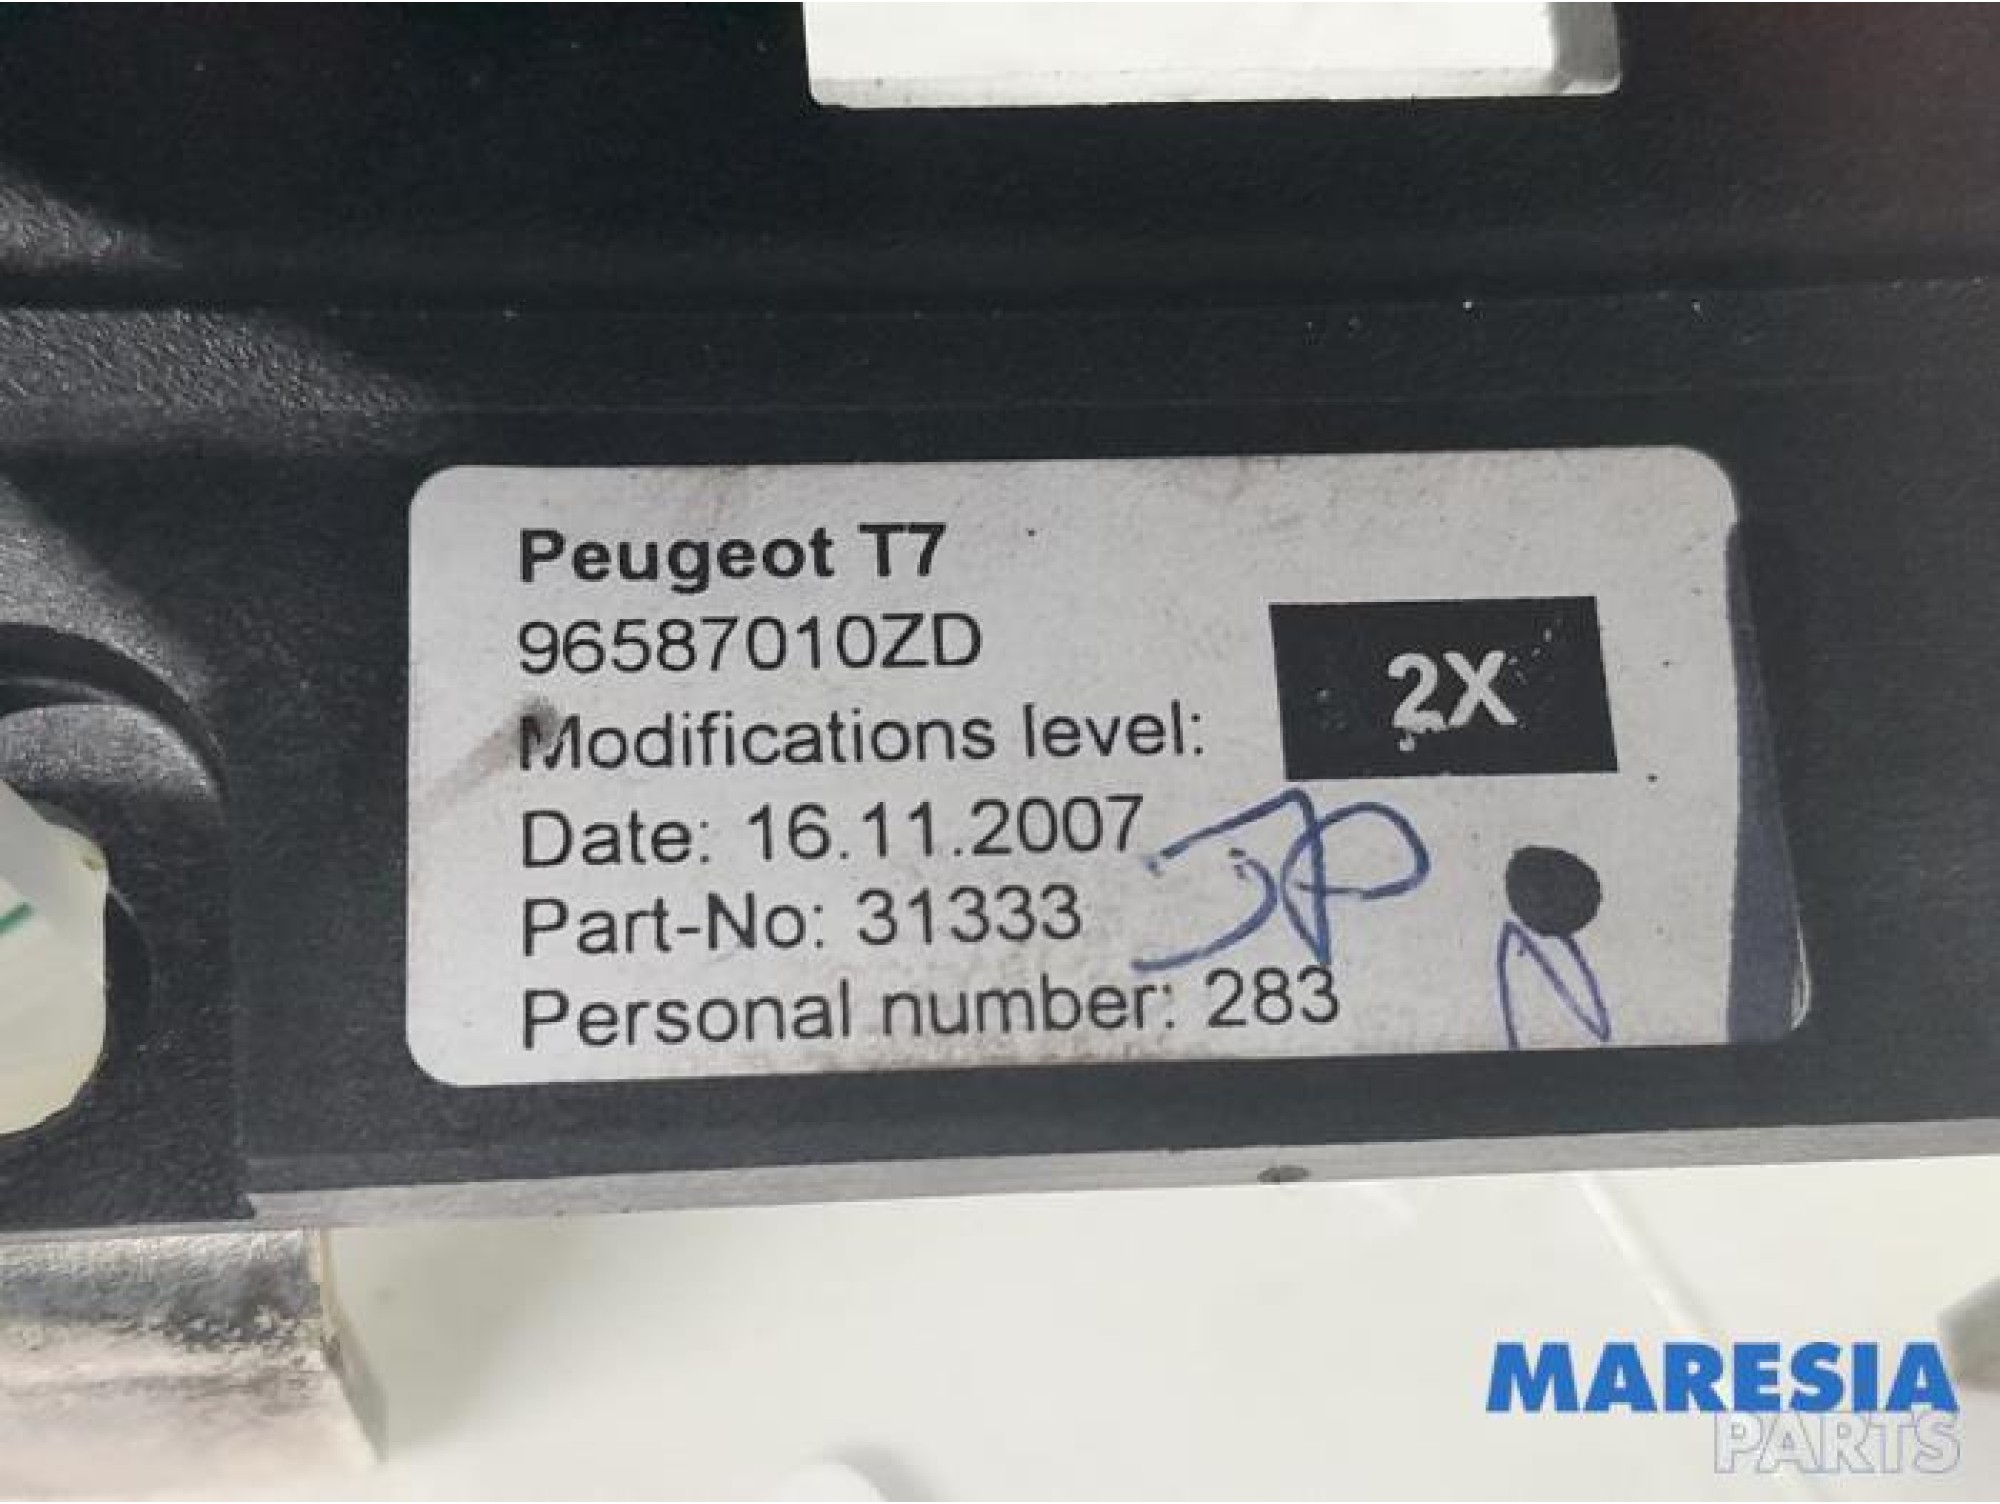 Peugeot T7
96587010ZD
Modifications level:
2X
Date: 16.11.2007
Part-No: 31333
Personal number: 283
MARESIA
PARTS